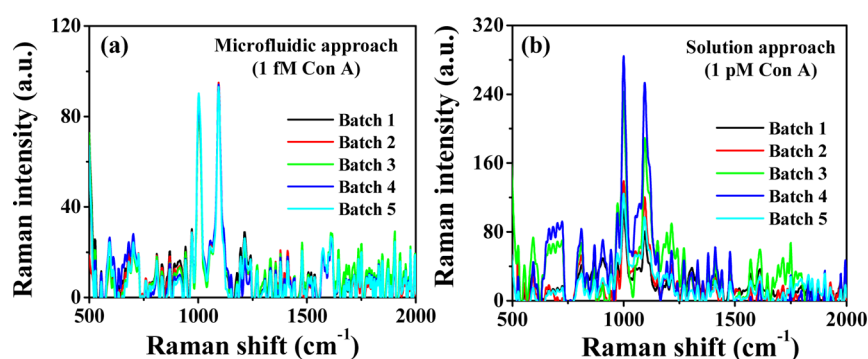 (a)
Microfluidic approach
(1 fM Con A)
Batch 1
Batch 2
Batch 3
Batch 4
Batch 5
120
80
40
0
500
1000
1500
2000
Raman shift (cm-1)
Raman intensity (a.u.)
(b)
Solution approach
(1 pM Con A)
Batch 1
Batch 2
Batch 3
Batch 4
Batch 5
320
240
160
80
0
500
1000
1500
2000
Raman shift (cm-1)
Raman intensity (a.u.)